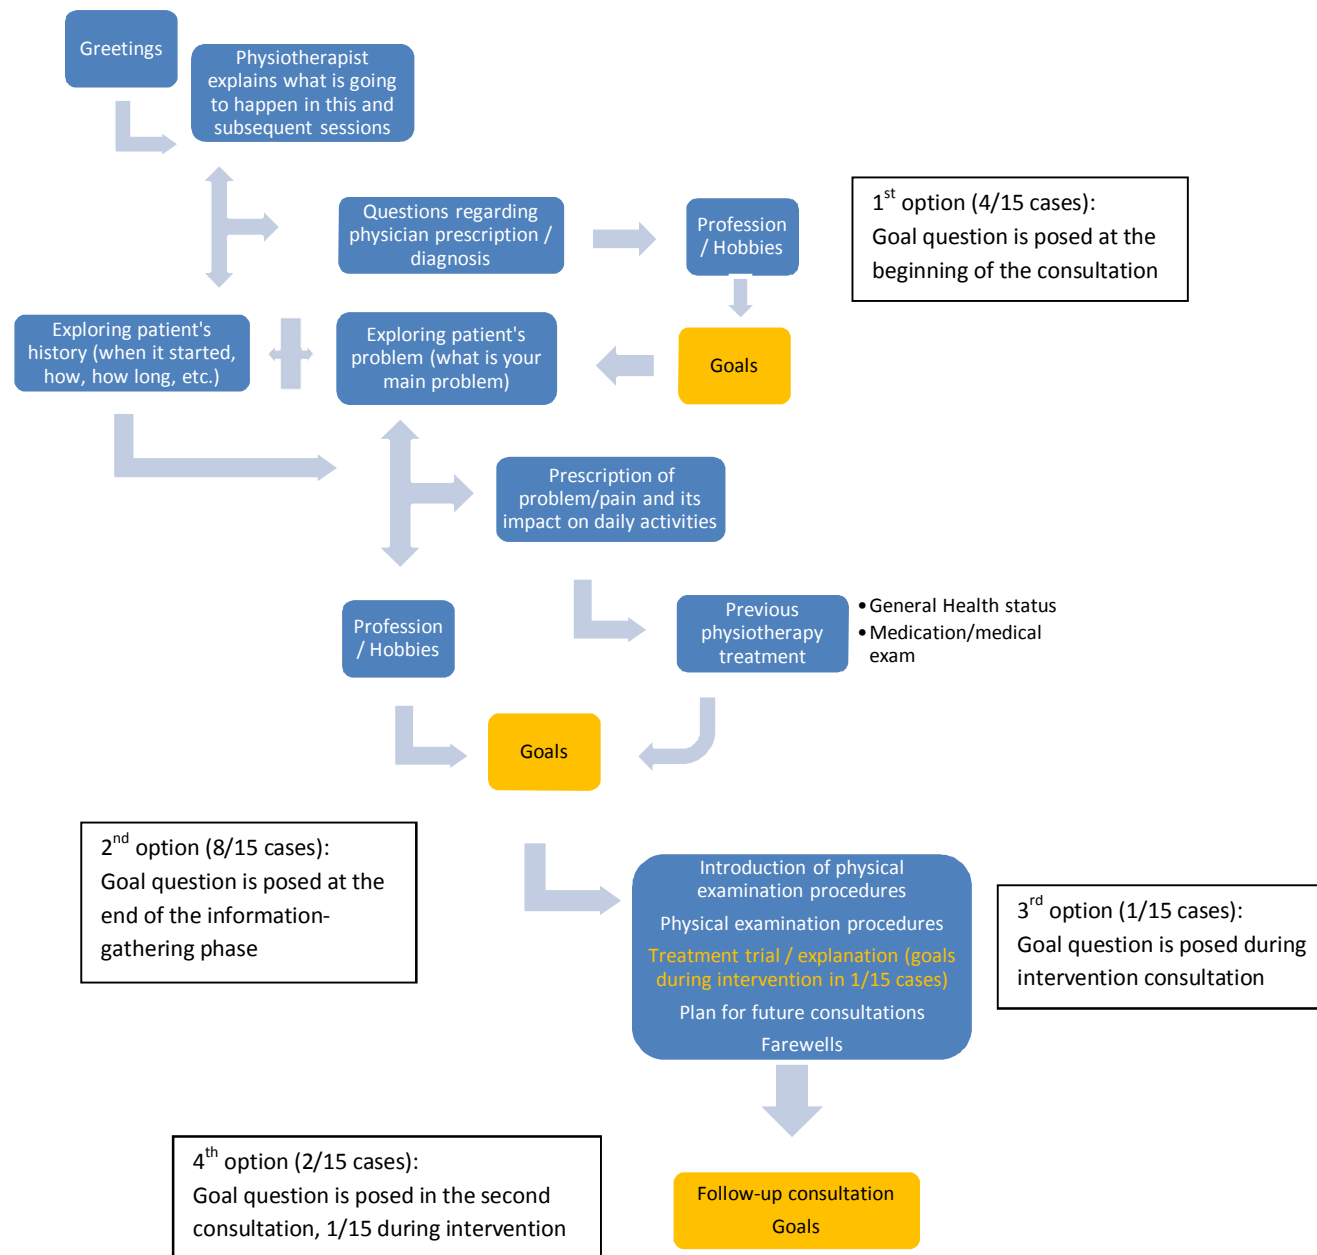 Greetings
Physiotherapist
explains what is going
to happen in this and
subsequent sessions
Questions regarding
physician prescription /
diagnosis
Profession
/ Hobbies
1st option (4/15 cases):
Goal question is posed at the
beginning of the consultation
Exploring patient's
history (when it started,
how, how long, etc.)
Exploring patient's
problem (what is your
main problem)
Goals
Prescription of
problem/pain and its
impact on daily activities
Profession
/ Hobbies
Previous
physiotherapy
treatment
•General Health status
•Medication/medical
exam
Goals
2nd option (8/15 cases):
Goal question is posed at the
end of the information-
gathering phase
Introduction of physical
examination procedures
Physical examination procedures
Treatment trial / explanation (goals
during intervention in 1/15 cases)
Plan for future consultations
Farewells
3rd option (1/15 cases):
Goal question is posed during
intervention consultation
4th option (2/15 cases):
Goal question is posed in the second
consultation, 1/15 during intervention
Follow-up consultation
Goals